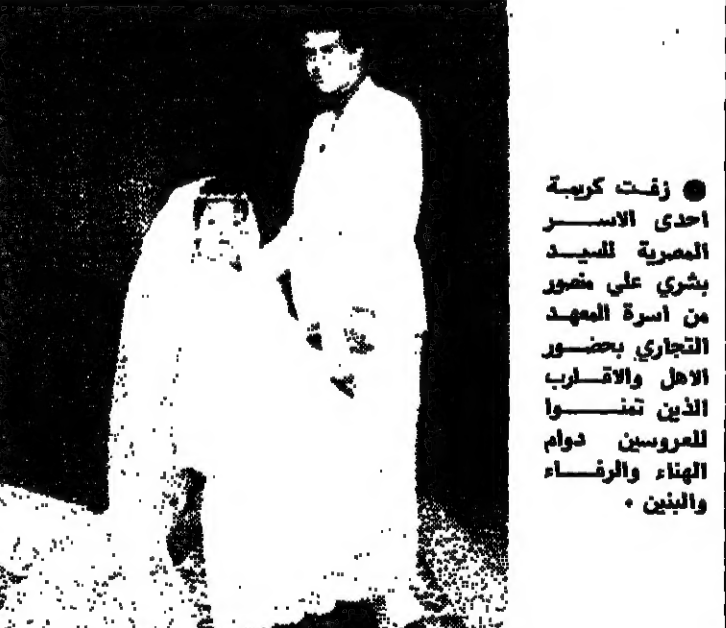 ● زفت كريمة
احدى الاسر
المصرية للسيد
بشري علي منصور
من اسرة المعهد
التجاري بحضور
الاهل والاقارب
الذين تمنوا
للعروسين دوام
الهناء والرفاء
والبنين •